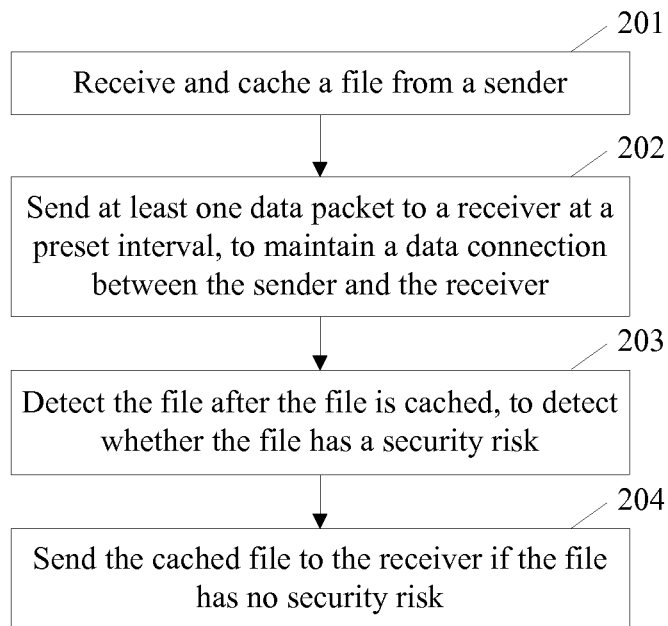 201
Receive and cache a file from a sender
202
Send at least one data packet to a receiver at a
preset interval, to maintain a data connection
between the sender and the receiver
203
Detect the file after the file is cached, to detect
whether the file has a security risk
204
Send the cached file to the receiver if the file
has no security risk